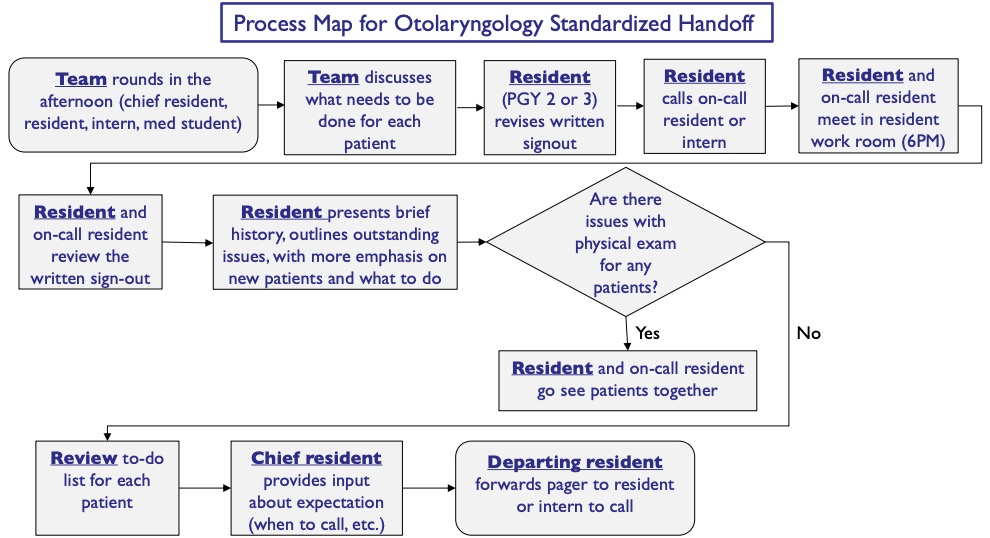 Process Map for Otolaryngology Standardized Handoff
Team rounds in the
afternoon (chief resident,
resident, intern, med student)
Team discusses
what needs to be
done for each
patient
Resident
(PGY 2 or 3)
revises written
signout
Resident
calls on-call
resident or
intern
Resident and
on-call resident
meet in resident
work room (6PM)
Resident and
on-call resident
review the
written sign-out
Resident presents brief
history, outlines outstanding
issues, with more emphasis on
new patients and what to do
Are there
issues with
physical exam
for any
patients?
Yes
No
Resident and on-call resident
go see patients together
Review to-do
list for each
patient
Chief resident
provides input
about expectation
(when to call, etc.)
Departing resident
forwards pager to resident
or intern to call